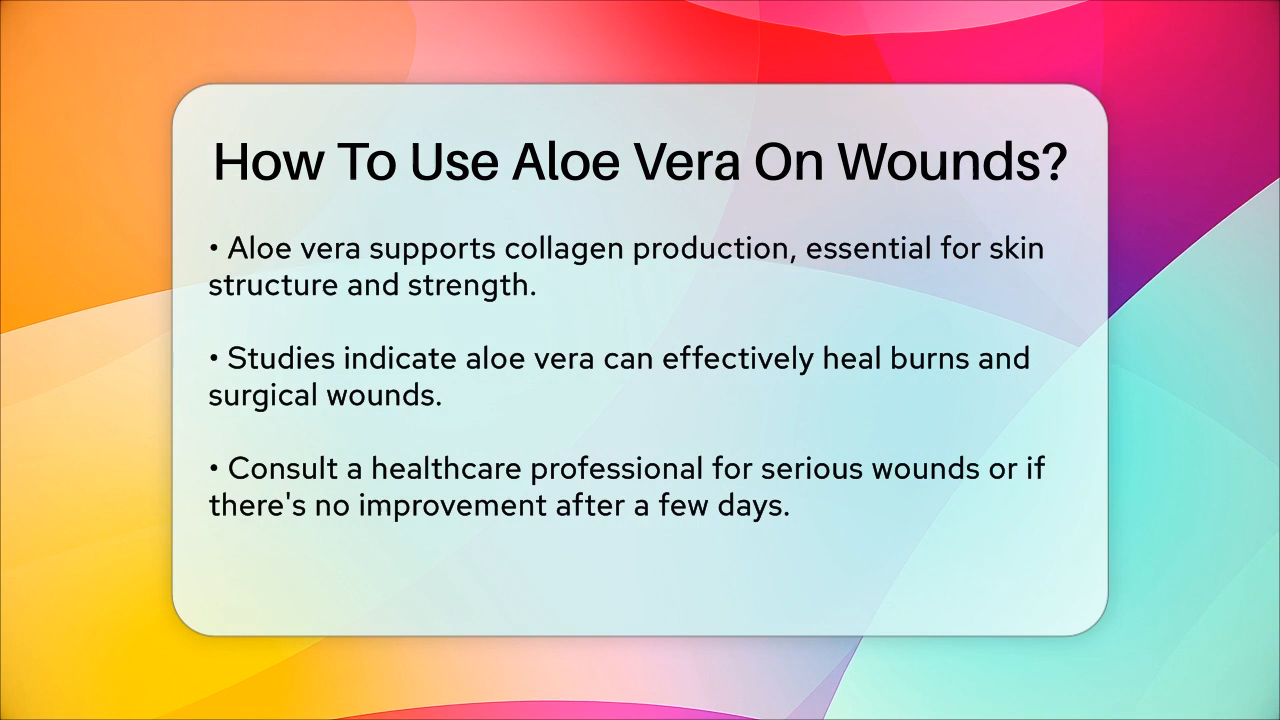 How To Use Aloe Vera On Wounds?
• Aloe vera supports collagen production, essential for skin
structure and strength.
• Studies indicate aloe vera can effectively heal burns and
surgical wounds.
• Consult a healthcare professional for serious wounds or if
there's no improvement after a few days.